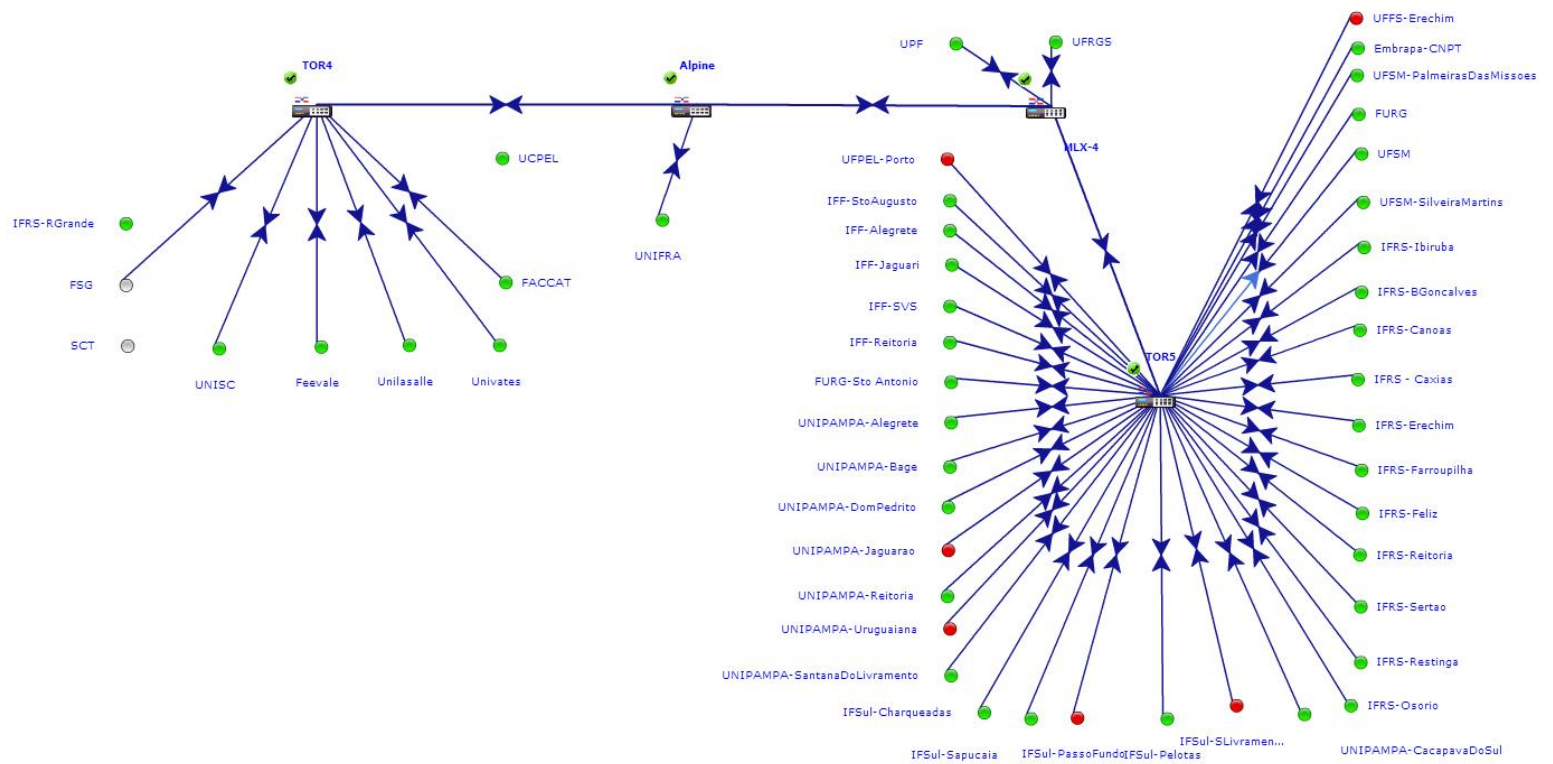 UFFS-Erechim
UPF
UFRGS
Embrapa-CNPT
TOR4
Alpine
UFSM-PalmeirasDasMissoes
FURG
MLX-4
UFSM
UCPEL
UFPEL-Porto
IFF-StoAugusto
UFSM-SilveiraMartins
IFRS-RGrande
IFF-Alegrete
IFRS-Ibiruba
UNIFRA
IFF-Jaguari
FSG
FACCAT
IFRS-BGoncalves
IFF-SVS
IFRS-Canoas
SCT
IFF-Reitoria
TOR5
UNISC
Feevale
Unilasalle
Univates
FURG-Sto Antonio
IFRS - Caxias
UNIPAMPA-Alegrete
IFRS-Erechim
UNIPAMPA-Bage
IFRS-Farroupilha
UNIPAMPA-DomPedrito
IFRS-Feliz
UNIPAMPA-Jaguarao
IFRS-Reitoria
UNIPAMPA-Reitoria
IFRS-Sertao
UNIPAMPA-Uruguaiana
IFRS-Restinga
UNIPAMPA-SantanaDoLivramento
IFSul-Charqueadas
IFRS-Osorio
IFSul-SLivramen...
IFSul-Sapucaia
IFSul-PassoFundo
IFSul-Pelotas
UNIPAMPA-CacapavaDoSul